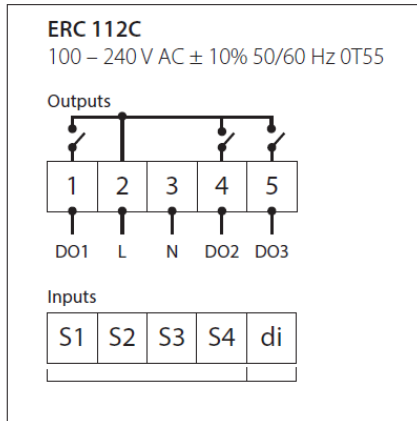 ERC 112C
100 – 240 V AC ± 10% 50/60 Hz 0T55
Outputs
1 2 3 4 5
DO1 L N DO2 DO3
Inputs
S1 S2 S3 S4 di